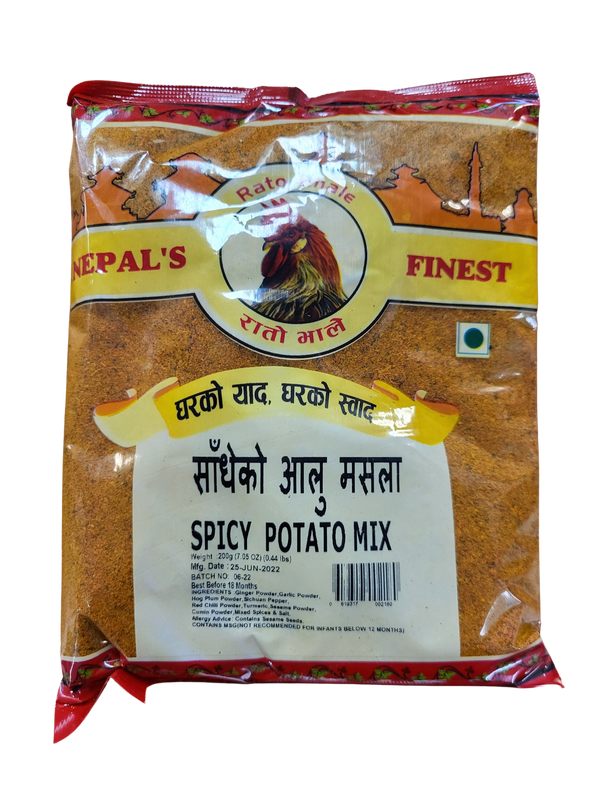 Rato Bhale
NEPAL'S FINEST
रातो भाले
घरको याद, घरको स्वाद
साँधेको आलु मसला
SPICY POTATO MIX
Weight :200g (7.05 OZ) (0.44 lbs)
Mfg. Date :25-JUN-2022
BATCH NO: 06-22
Best Before 18 Months
INGREDIENTS :Ginger Powder,Garlic Powder,
Hog Plum Powder,Sichuan Pepper,
Red Chilli Powder,Turmeric,Sesame Powder,
Cumin Powder,Mixed Spices & Salt.
Allergy Advice: Contains Sesame Seeds.
CONTAINS MSG(NOT RECOMMENDED FOR INFANTS BELOW 12 MONTHS)
0 619317 002160